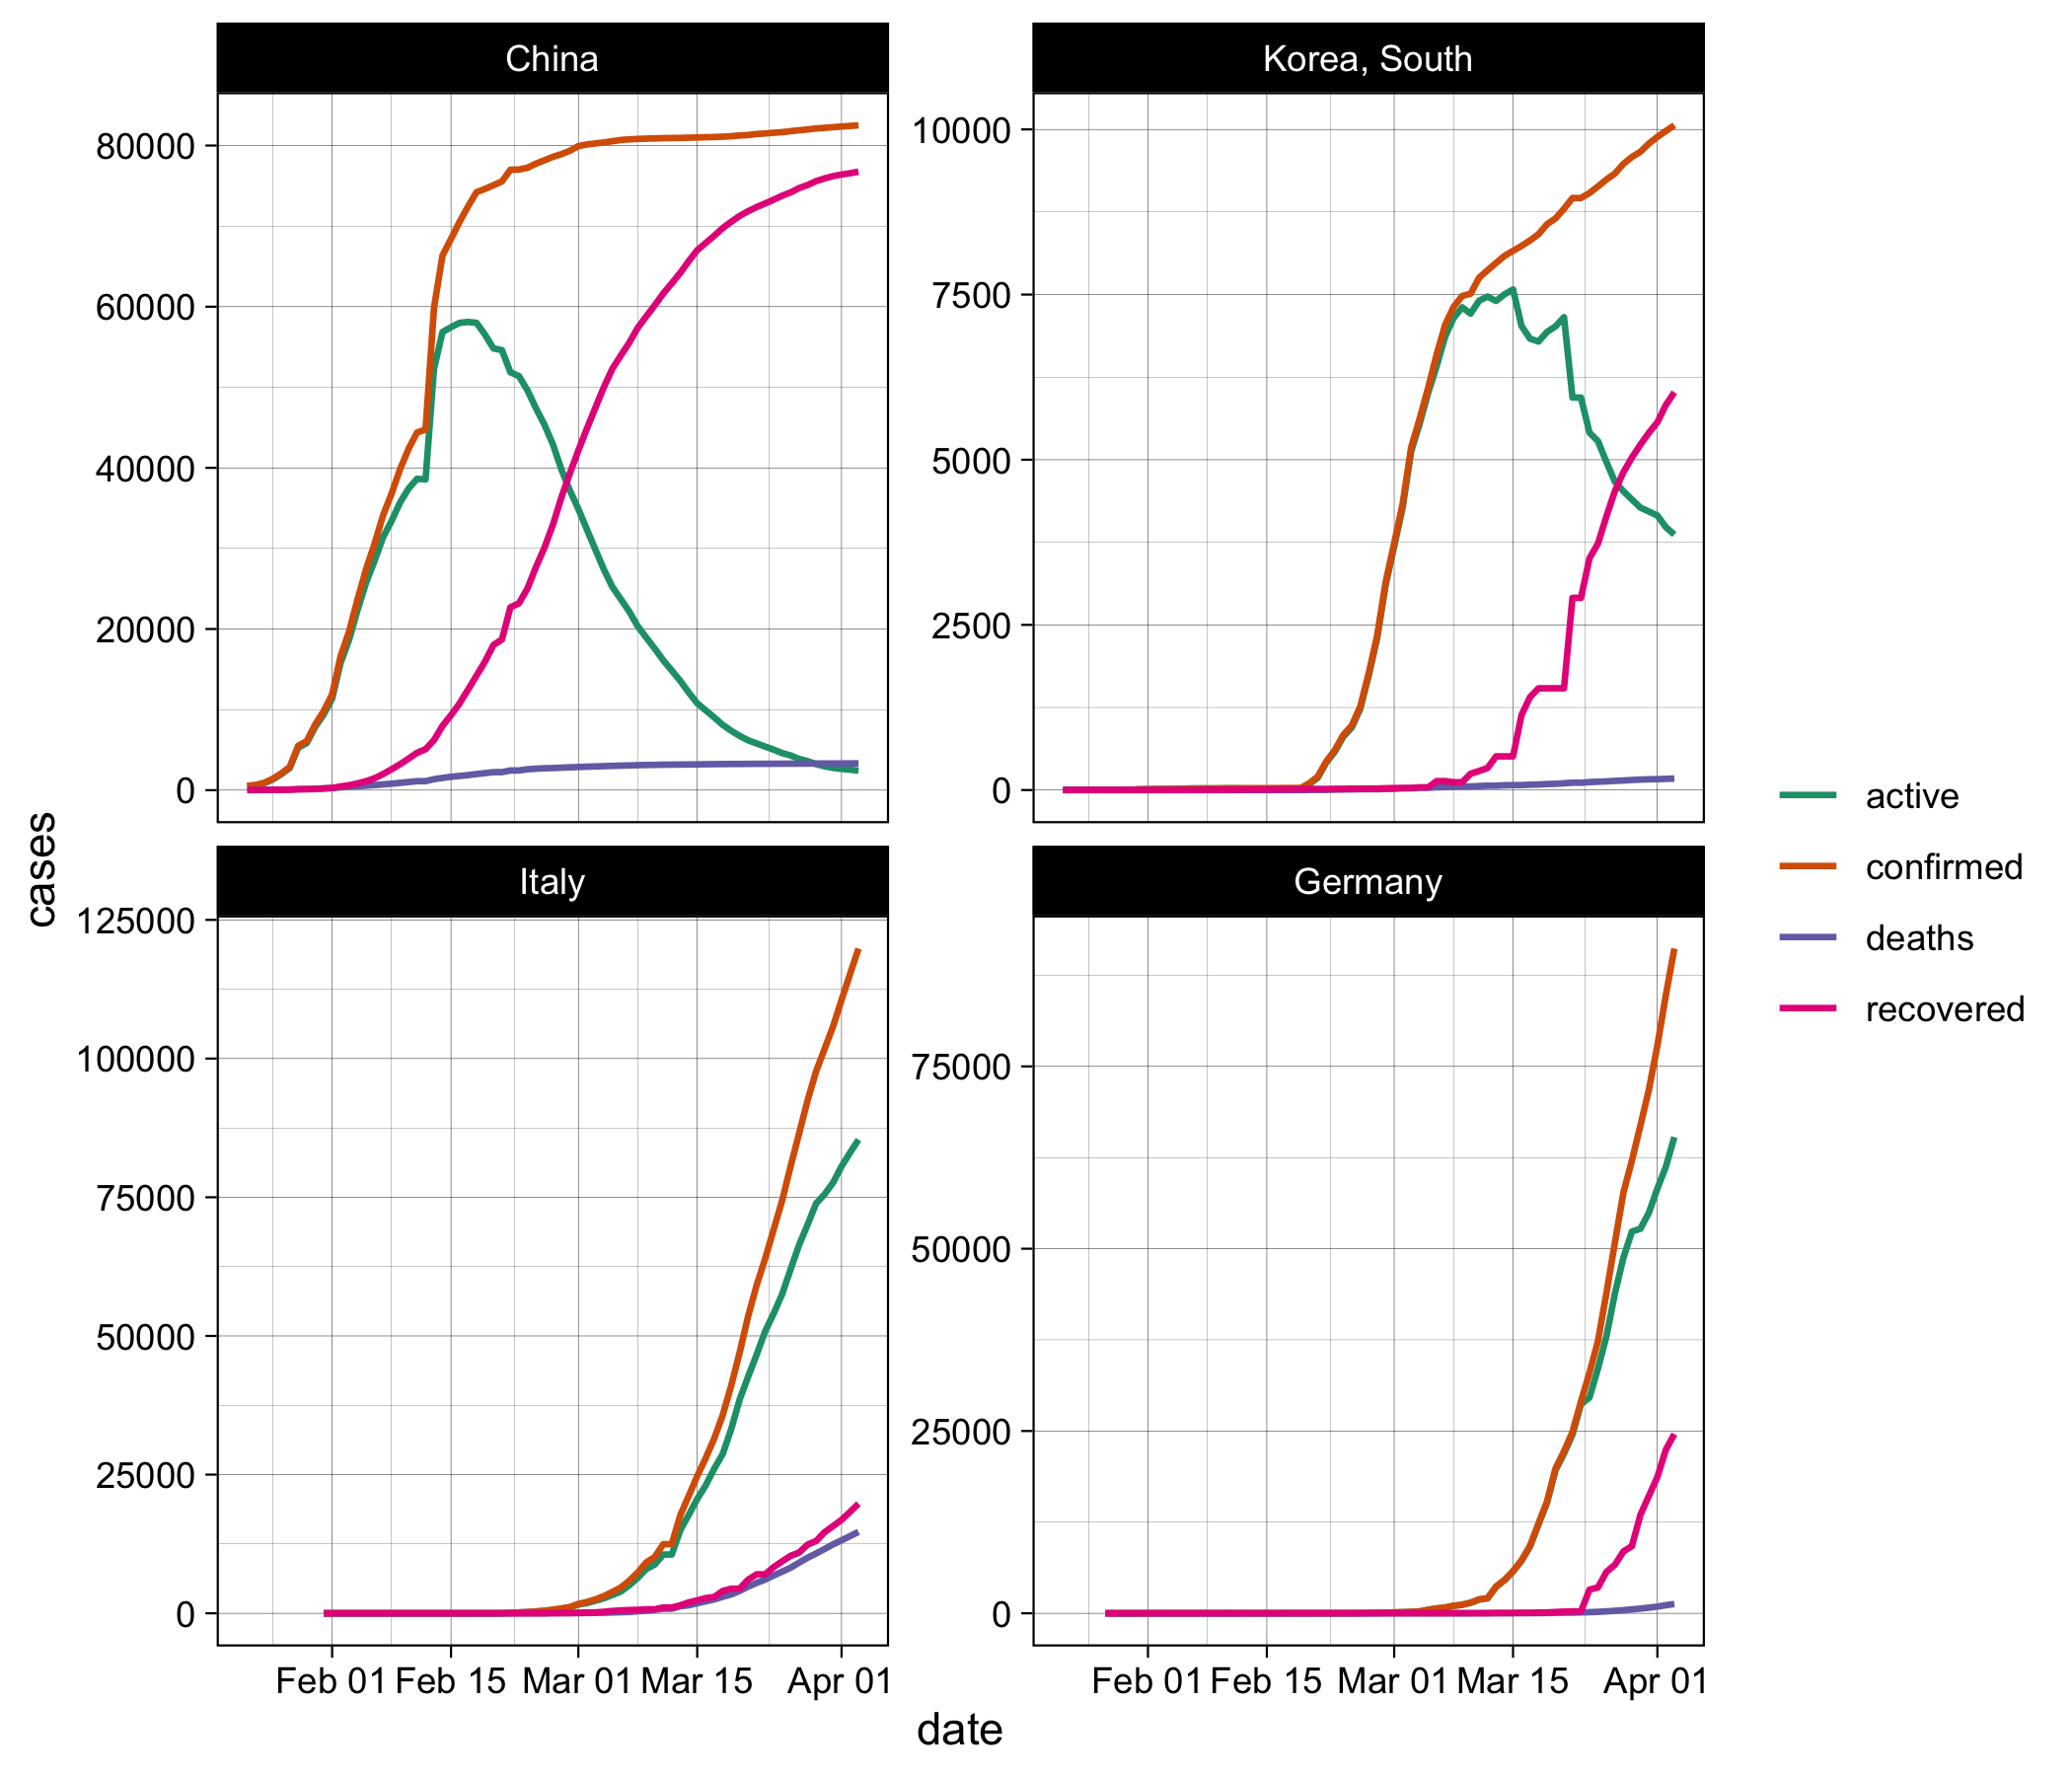 China
Korea, South
80000
60000
40000
20000
0
10000
7500
5000
2500
0
Italy
Germany
125000
100000
75000
50000
25000
0
75000
50000
25000
0
Feb 01 Feb 15 Mar 01 Mar 15 Apr 01
Feb 01 Feb 15 Mar 01 Mar 15 Apr 01
date
cases
active
confirmed
deaths
recovered